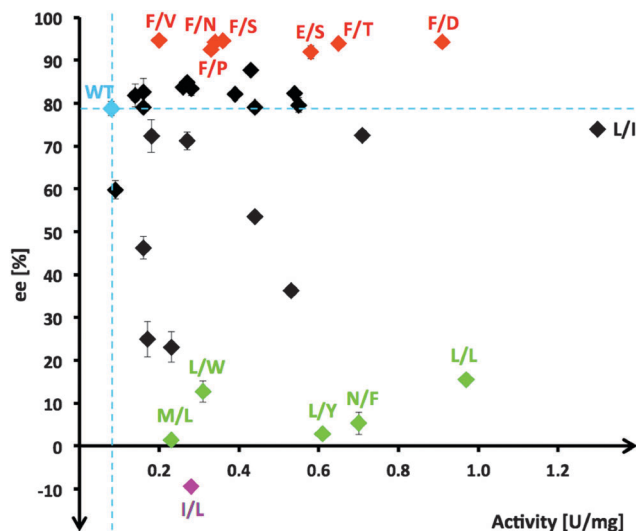 100
F/V F/N F/S E/S F/T F/D
90
F/P
WT
80
L/I
70
60
50
40
30
20
L/W
L/L
10
M/L L/Y N/F
0
0.2 0.4 0.6 0.8 1.0 1.2
-10
I/L
Activity [U/mg]
ee [%]